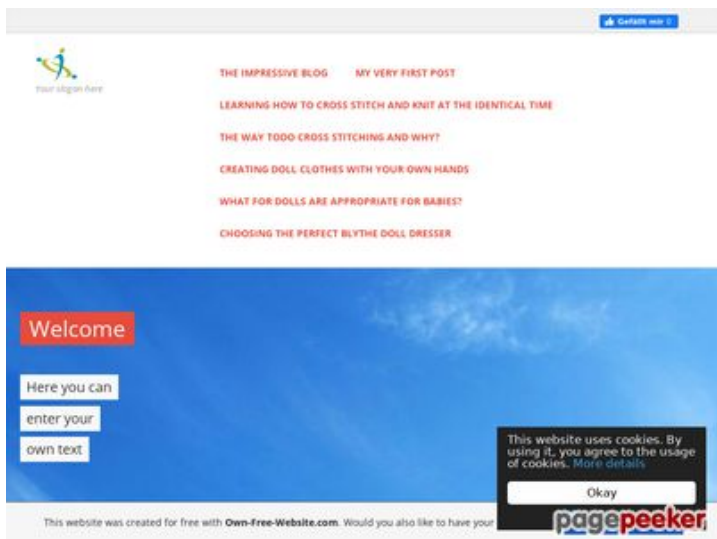 Gefällt mir 0
Your slogan here
THE IMPRESSIVE BLOG MY VERY FIRST POST
LEARNING HOW TO CROSS STITCH AND KNIT AT THE IDENTICAL TIME
THE WAY TODO CROSS STITCHING AND WHY?
CREATING DOLL CLOTHES WITH YOUR OWN HANDS
WHAT FOR DOLLS ARE APPROPRIATE FOR BABIES?
CHOOSING THE PERFECT BLYTHE DOLL DRESSER
Welcome
Here you can
enter your
own text
This website uses cookies. By
using it, you agree to the usage
of cookies. More details
Okay
This website was created for free with Own-Free-Website.com. Would you also like to have your
pagepeeker